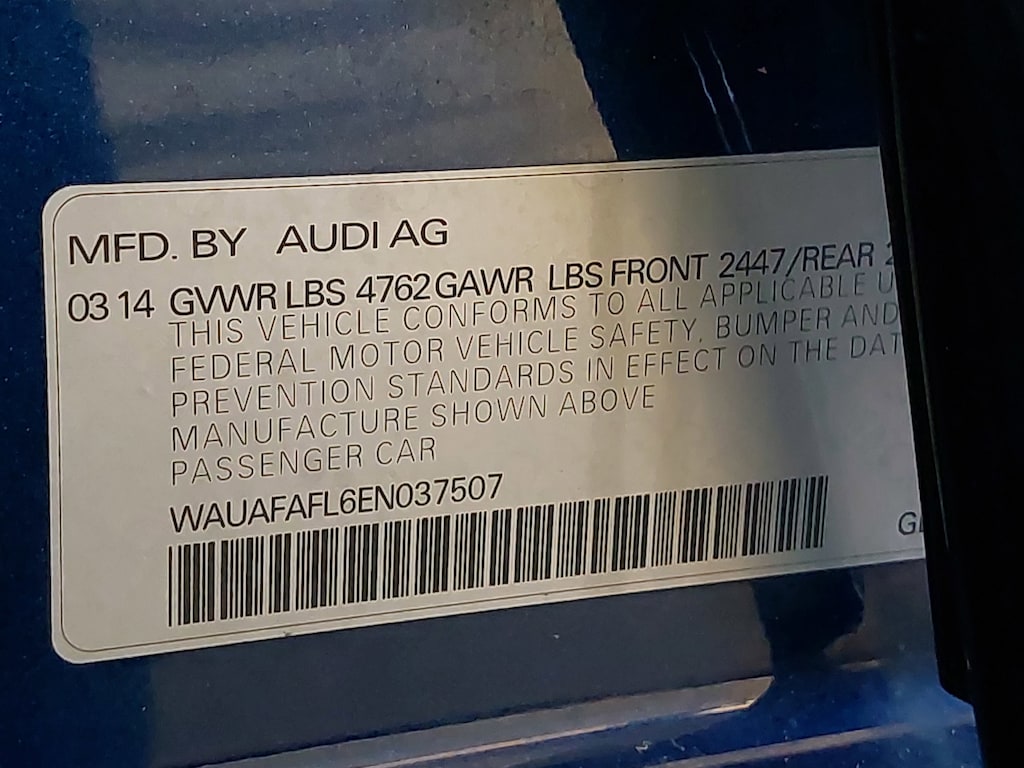 MFD. BY AUDI AG
03 14 GVWR LBS 4762 GAWR LBS FRONT 2447/REAR 2
THIS VEHICLE CONFORMS TO ALL APPLICABLE U
FEDERAL MOTOR VEHICLE SAFETY, BUMPER AND
PREVENTION STANDARDS IN EFFECT ON THE DAT
MANUFACTURE SHOWN ABOVE
PASSENGER CAR
WAUAFAFL6EN037507